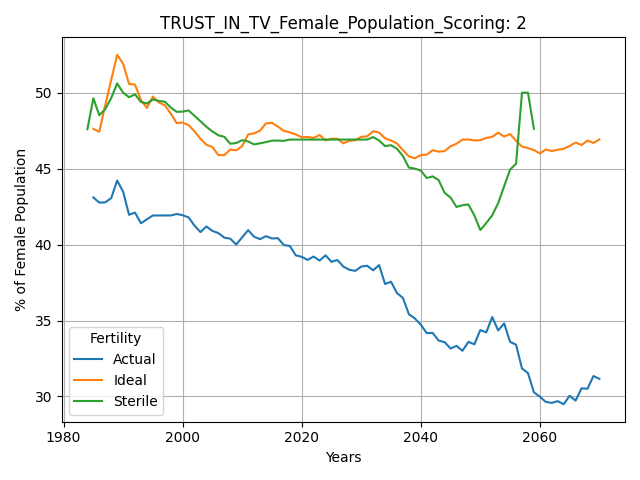 TRUST_IN_TV_Female_Population_Scoring: 2
% of Female Population
50
45
40
35
30
Fertility
Actual
Ideal
Sterile
1980
2000
2020
2040
2060
Years